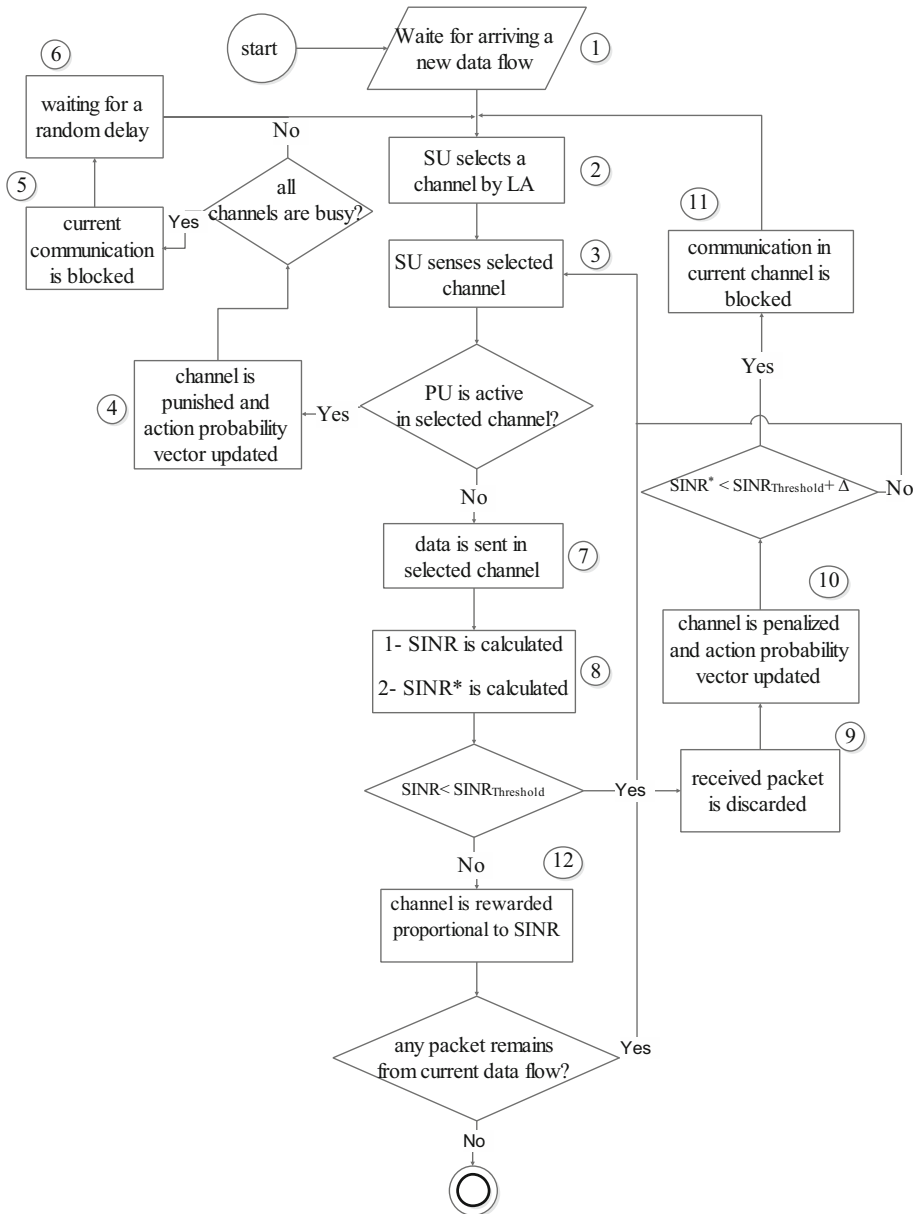 start
Waite for arriving a
new data flow
1
6
waiting for a
random delay
No
SU selects a
channel by LA
2
5
all
channels are busy?
Yes
current
communication
is blocked
11
communication in
current channel is
blocked
SU senses selected
channel
3
4
channel is
punished and
action probability
vector updated
Yes
PU is active
in selected channel?
Yes
SINR* < SINRThreshold+ Δ
No
No
data is sent in
selected channel
7
10
channel is penalized
and action probability
vector updated
1- SINR is calculated
2- SINR* is calculated
8
9
received packet
is discarded
SINR< SINRThreshold
Yes
No
12
channel is rewarded
proportional to SINR
any packet remains
from current data flow?
Yes
No